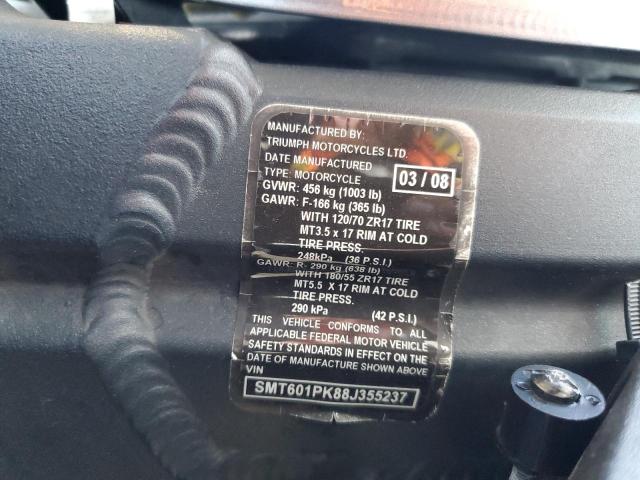 MANUFACTURED BY:
TRIUMPH MOTORCYCLES LTD.
DATE MANUFACTURED
TYPE: MOTORCYCLE 03 / 08
GVWR: 456 kg (1003 lb)
GAWR: F-166 kg (365 lb)
WITH 120/70 ZR17 TIRE
MT3.5 x 17 RIM AT COLD
TIRE PRESS.
248kPa (36 P.S.I.)
GAWR: R- 290 kg (638 lb)
WITH 180/55 ZR17 TIRE
MT5.5 X 17 RIM AT COLD
TIRE PRESS.
290 kPa (42 P.S.I.)
THIS VEHICLE CONFORMS TO ALL
APPLICABLE FEDERAL MOTOR VEHICLE
SAFETY STANDARDS IN EFFECT ON THE
DATE OF MANUFACTURE SHOWN ABOVE
VIN
SMT601PK88J355237